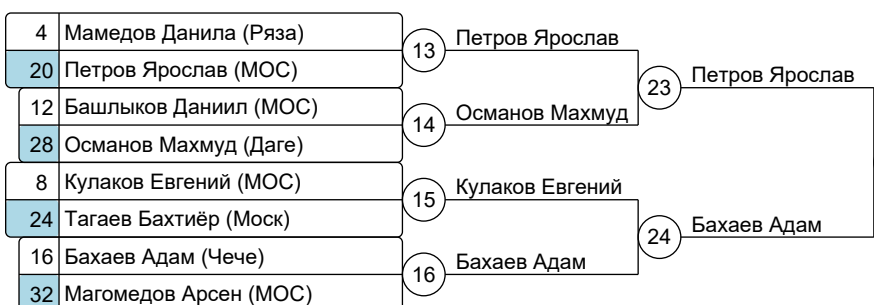 4 Мамедов Данила (Ряза)
20 Петров Ярослав (МОС)
12 Башлыков Даниил (МОС)
28 Османов Махмуд (Даге)
8 Кулаков Евгений (МОС)
24 Тагаев Бахтиёр (Моск)
16 Бахаев Адам (Чече)
32 Магомедов Арсен (МОС)
13 Петров Ярослав
14 Османов Махмуд
15 Кулаков Евгений
16 Бахаев Адам
23 Петров Ярослав
24 Бахаев Адам